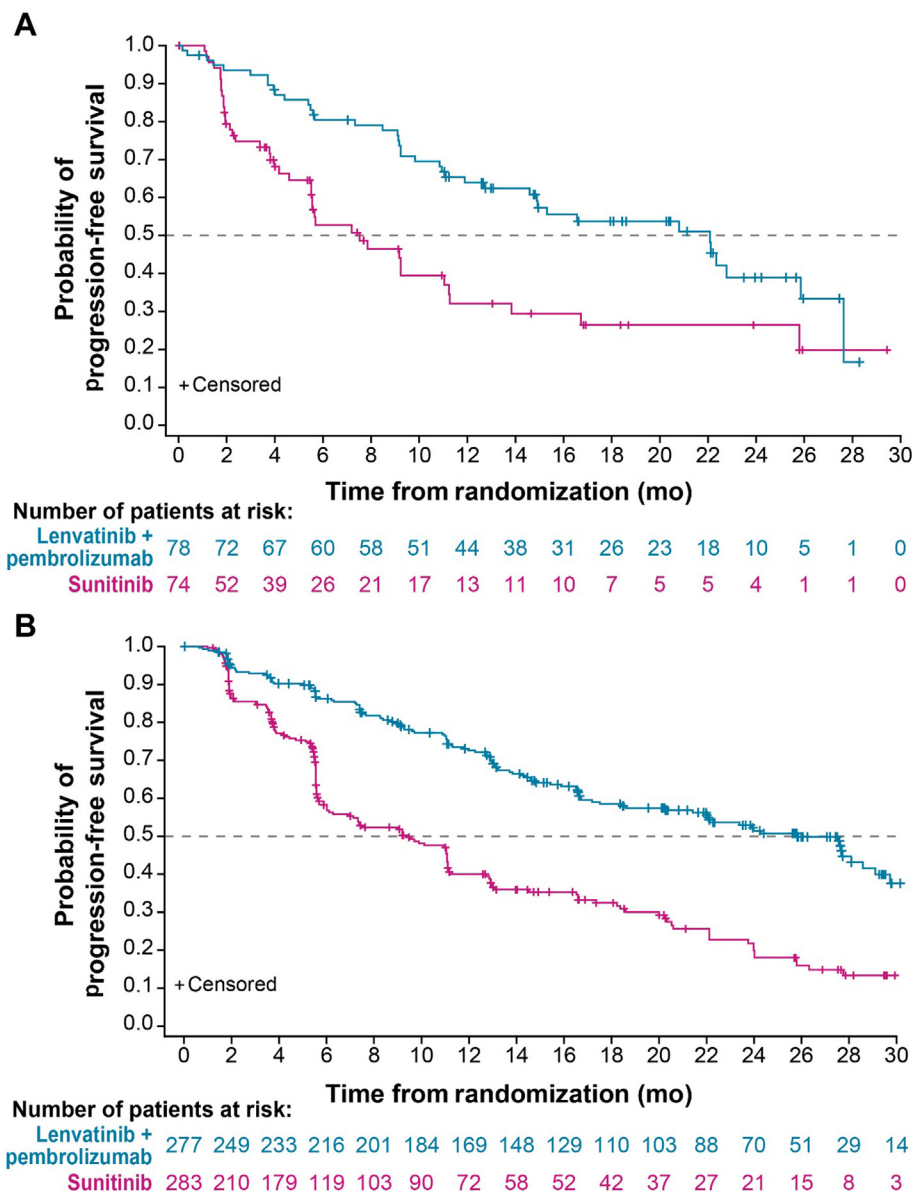 A
Probability of
progression-free survival
1.0
0.9
0.8
0.7
0.6
0.5
0.4
0.3
0.2
0.1
0.0
+ Censored
0 2 4 6 8 10 12 14 16 18 20 22 24 26 28 30
Time from randomization (mo)
Number of patients at risk:
Lenvatinib +
pembrolizumab 78 72 67 60 58 51 44 38 31 26 23 18 10 5 1 0
Sunitinib 74 52 39 26 21 17 13 11 10 7 5 5 4 1 1 0
B
Probability of
progression-free survival
1.0
0.9
0.8
0.7
0.6
0.5
0.4
0.3
0.2
0.1
0.0
+ Censored
0 2 4 6 8 10 12 14 16 18 20 22 24 26 28 30
Time from randomization (mo)
Number of patients at risk:
Lenvatinib +
pembrolizumab 277 249 233 216 201 184 169 148 129 110 103 88 70 51 29 14
Sunitinib 283 210 179 119 103 90 72 58 52 42 37 27 21 15 8 3